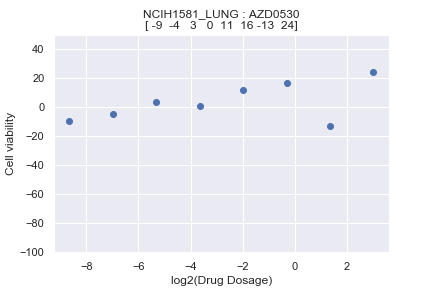 NCIH1581_LUNG : AZD0530
[ -9 -4 3 0 11 16 -13 24]
40
20
0
−20
−40
−60
−80
−100
Cell viability
−8 −6 −4 −2 0 2
log2(Drug Dosage)